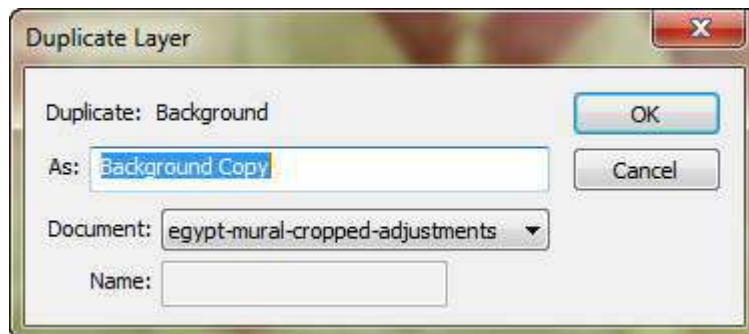 Duplicate Layer
Duplicate: Background
OK
As: Background Copy
Cancel
Document: egypt-mural-cropped-adjustments
Name: